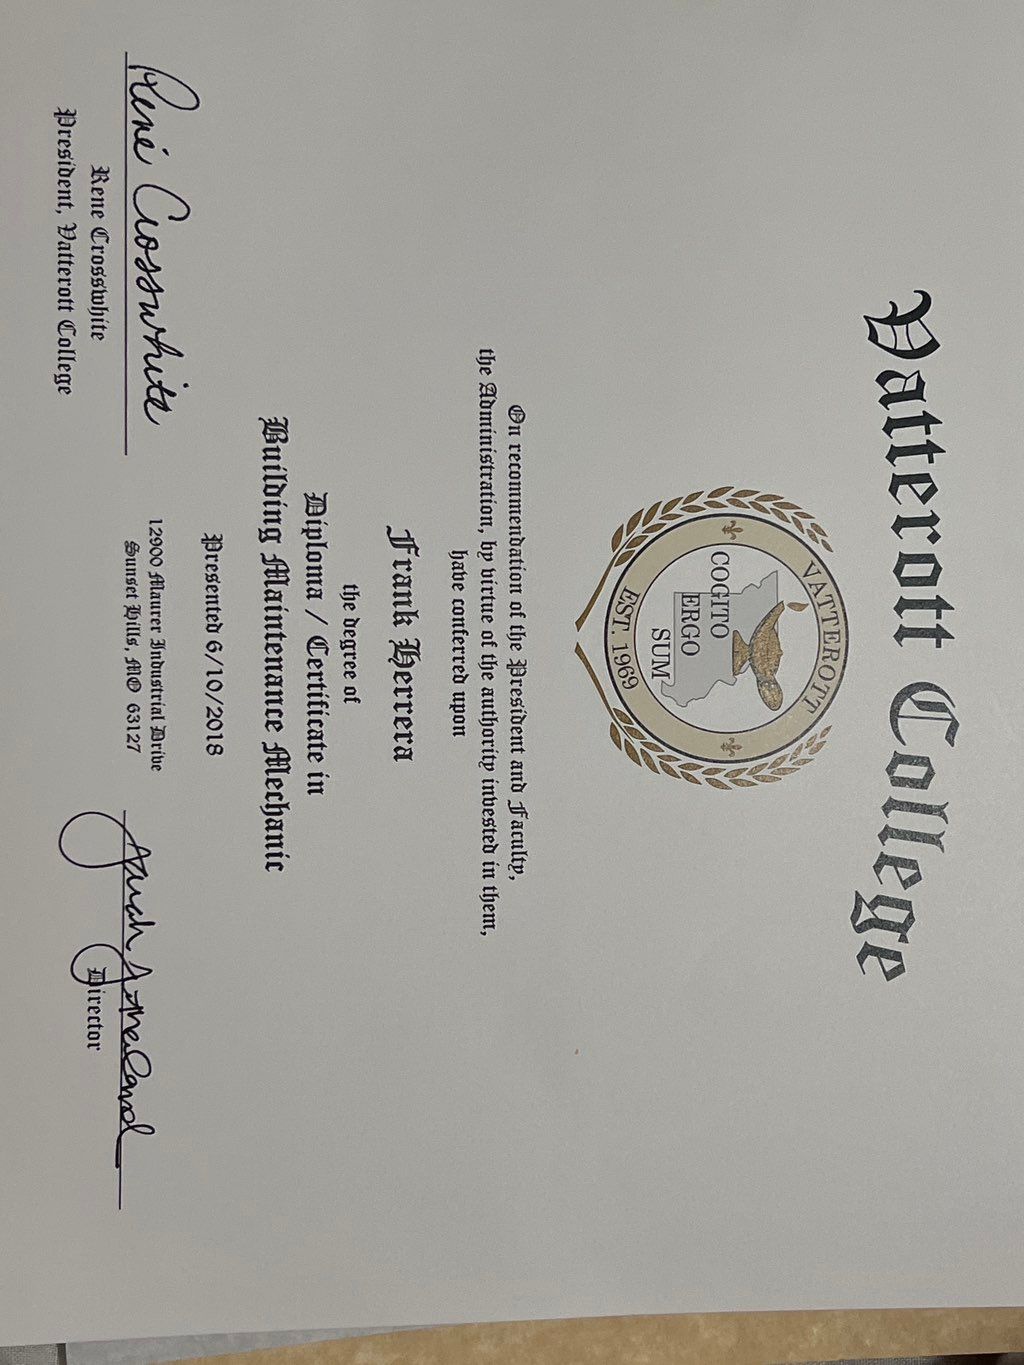 Vatterott College
VATTEROTT
COGITO
ERGO
SUM
EST. 1969
On recommendation of the President and Faculty,
the Administration, by virtue of the authority invested in them,
have conferred upon
Frank Herrera
the degree of
Diploma / Certificate in
Building Maintenance Mechanic
Presented 6/10/2018
René Crosswhite
Rene Crosswhite
President, Vatterott College
12900 Maurer Industrial Drive
Sunset Hills, MO 63127
Director